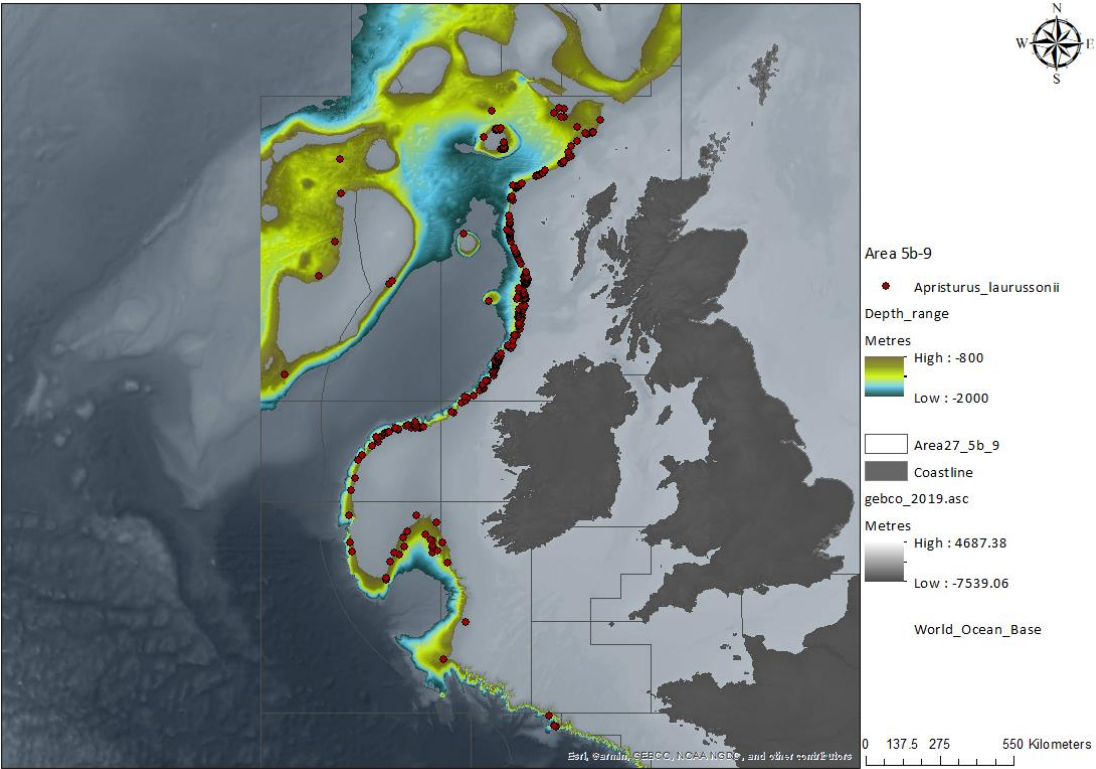 N
W E
S
Area 5b-9
Apristurus_laurussonii
Depth_range
Metres
High : -800
Low : -2000
Area27_5b_9
Coastline
gebco_2019.asc
Metres
High : 4687.38
Low : -7539.06
World_Ocean_Base
0 137.5 275 550 Kilometers
Esri, Garmin, GEBCO, NOAA NGDC, and other contributors